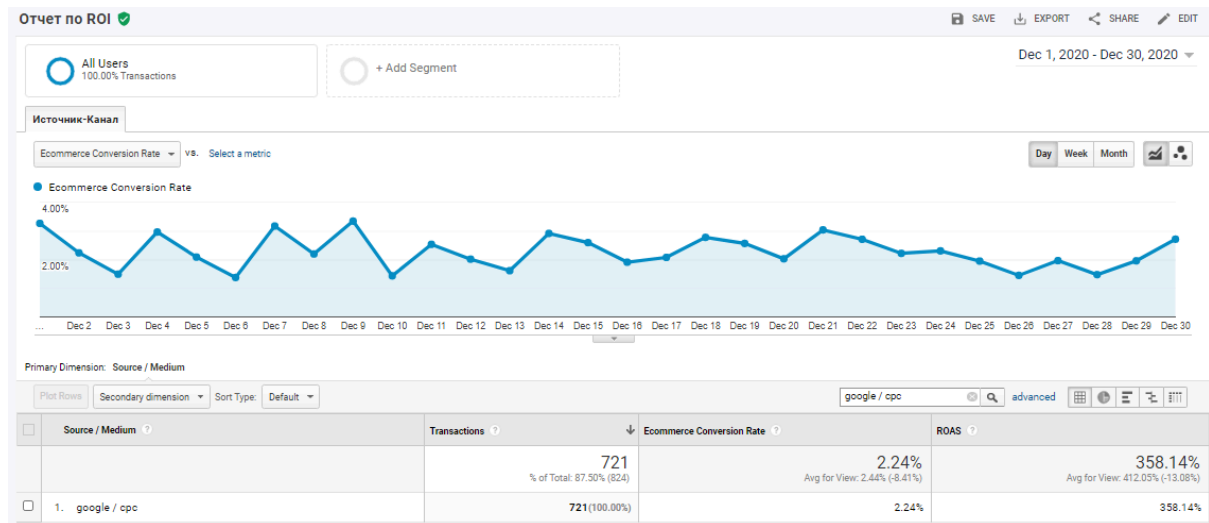 Отчет по ROI
SAVE EXPORT SHARE EDIT
All Users
100.00% Transactions
+ Add Segment
Dec 1, 2020 - Dec 30, 2020
Источник-Канал
Ecommerce Conversion Rate VS. Select a metric
Day Week Month
Ecommerce Conversion Rate
4.00%
2.00%
... Dec 2 Dec 3 Dec 4 Dec 5 Dec 6 Dec 7 Dec 8 Dec 9 Dec 10 Dec 11 Dec 12 Dec 13 Dec 14 Dec 15 Dec 16 Dec 17 Dec 18 Dec 19 Dec 20 Dec 21 Dec 22 Dec 23 Dec 24 Dec 25 Dec 26 Dec 27 Dec 28 Dec 29 Dec 30
Primary Dimension: Source / Medium
Plot Rows Secondary dimension Sort Type: Default google / cpc advanced
Source / Medium ? Transactions ? Ecommerce Conversion Rate ? ROAS ?
721 2.24% 358.14%
% of Total: 87.50% (824) Avg for View: 2.44% (-8.41%) Avg for View: 412.05% (-13.08%)
1. google / cpc 721(100.00%) 2.24% 358.14%